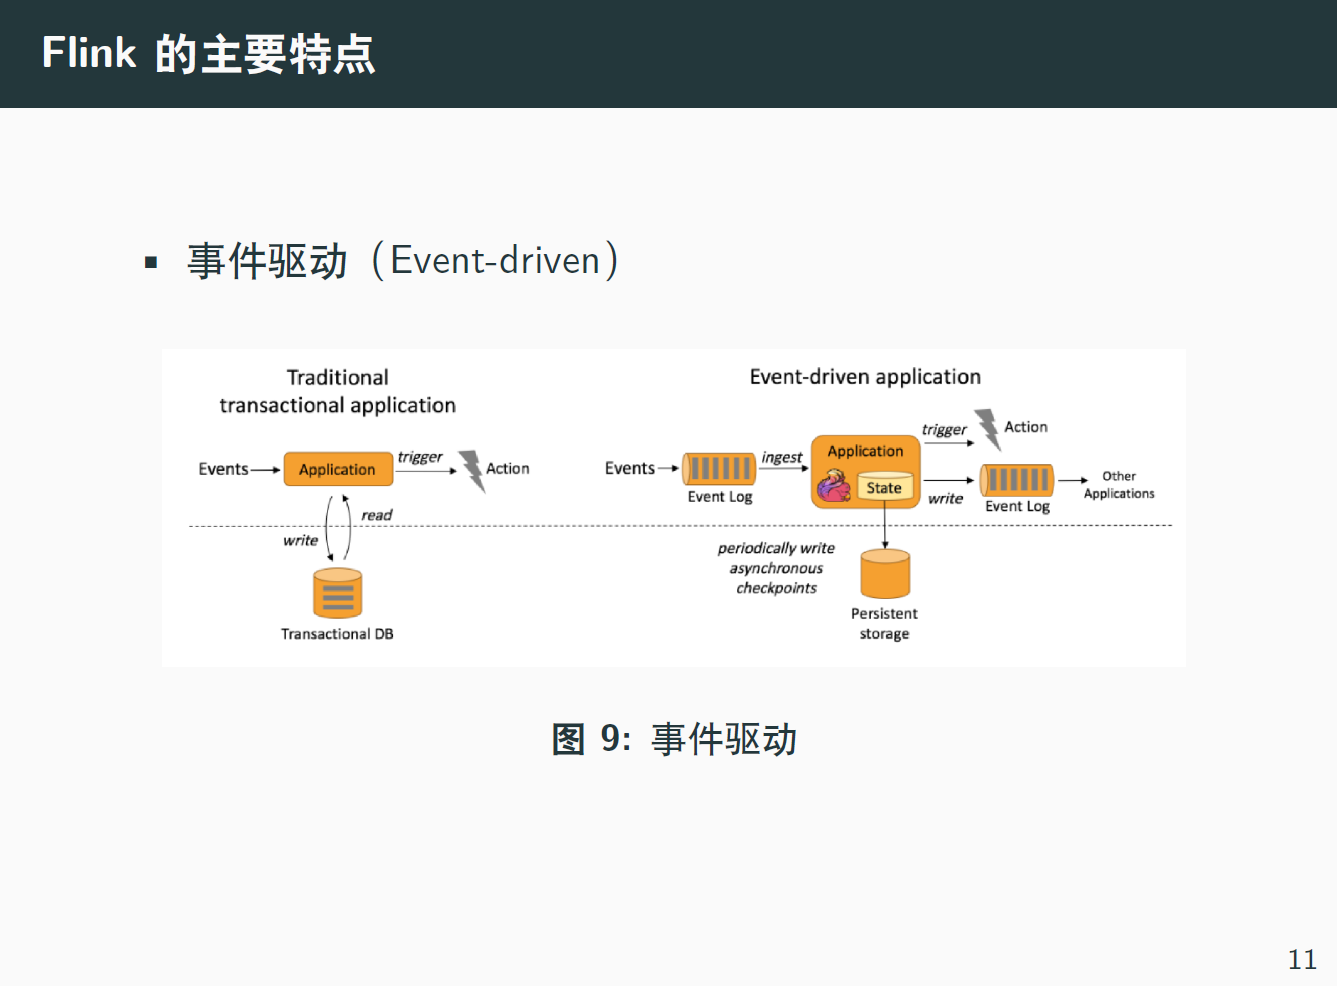 Flink 的主要特点
▪ 事件驱动（Event-driven）
Traditional
transactional application
Events
Application
trigger
Action
read
write
Transactional DB
Event-driven application
Events
Event Log
ingest
Application
State
trigger
Action
write
Event Log
Other
Applications
periodically write
asynchronous
checkpoints
Persistent
storage
图 9: 事件驱动
11